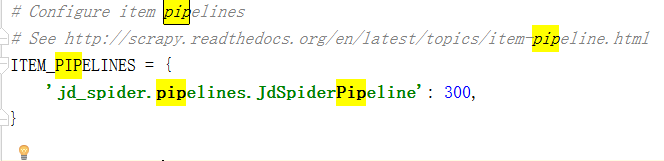 # Configure item pipelines
# See http://scrapy.readthedocs.org/en/latest/topics/item-pipeline.html
ITEM_PIPELINES = {
    'jd_spider.pipelines.JdSpiderPipeline': 300,
}